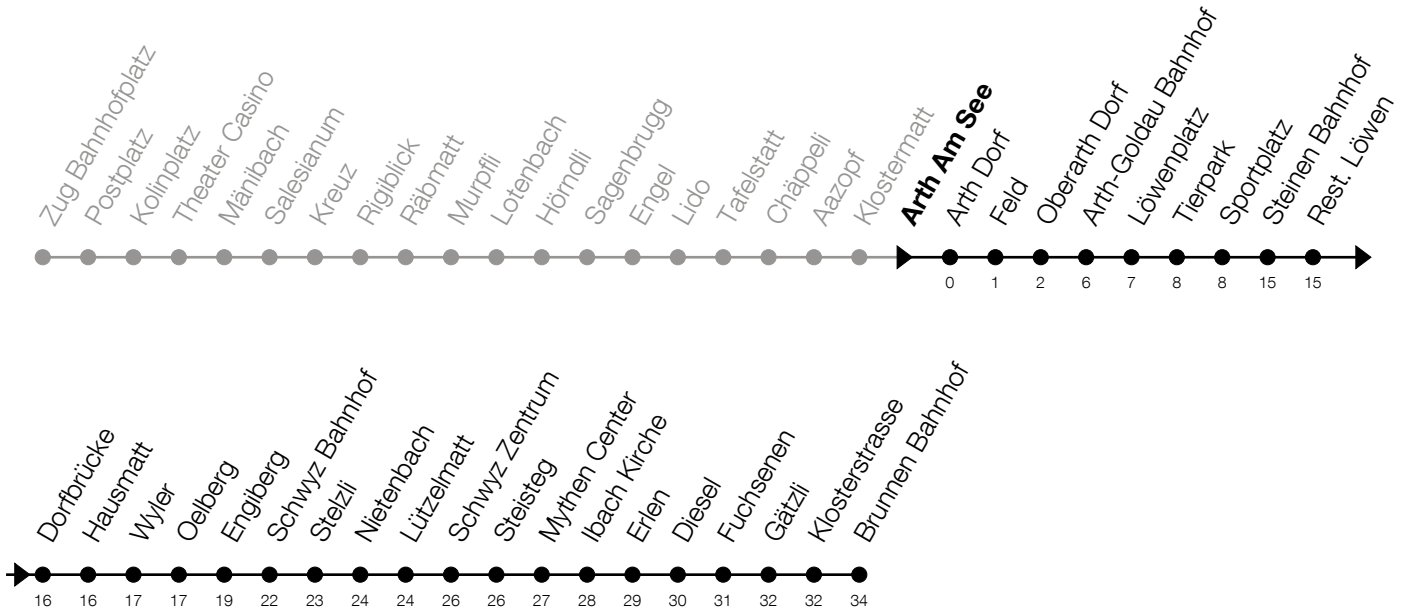 Zug Bahnhofplatz
Postplatz
Kolinplatz
Theater Casino
Mänibach
Salesianum
Kreuz
Rigiblick
Räbmatt
Murpfli
Lotenbach
Hörndli
Sagenbrugg
Engel
Lido
Tafelstatt
Chäppeli
Aazopf
Klostermatt
Arth Am See
Arth Dorf
Feld
Oberarth Dorf
Arth-Goldau Bahnhof
Löwenplatz
Tierpark
Sportplatz
Steinen Bahnhof
Rest. Löwen
0 1 2 6 7 8 8 15 15
Dorfbrücke
Hausmatt
Wyler
Oelberg
Engiberg
Schwyz Bahnhof
Stelzli
Nietenbach
Lützelmatt
Schwyz Zentrum
Steisteg
Mythen Center
Ibach Kirche
Erlen
Diesel
Fuchsenen
Gätzli
Klosterstrasse
Brunnen Bahnhof
16 16 17 17 19 22 23 24 24 26 26 27 28 29 30 31 32 32 34